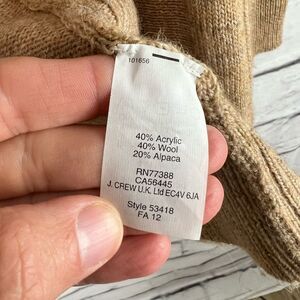 101656
40% Acrylic
40% Wool
20% Alpaca
RN77388
CA56445
J. CREW U.K. Ltd EC4V 6JA
Style 53418
FA 12